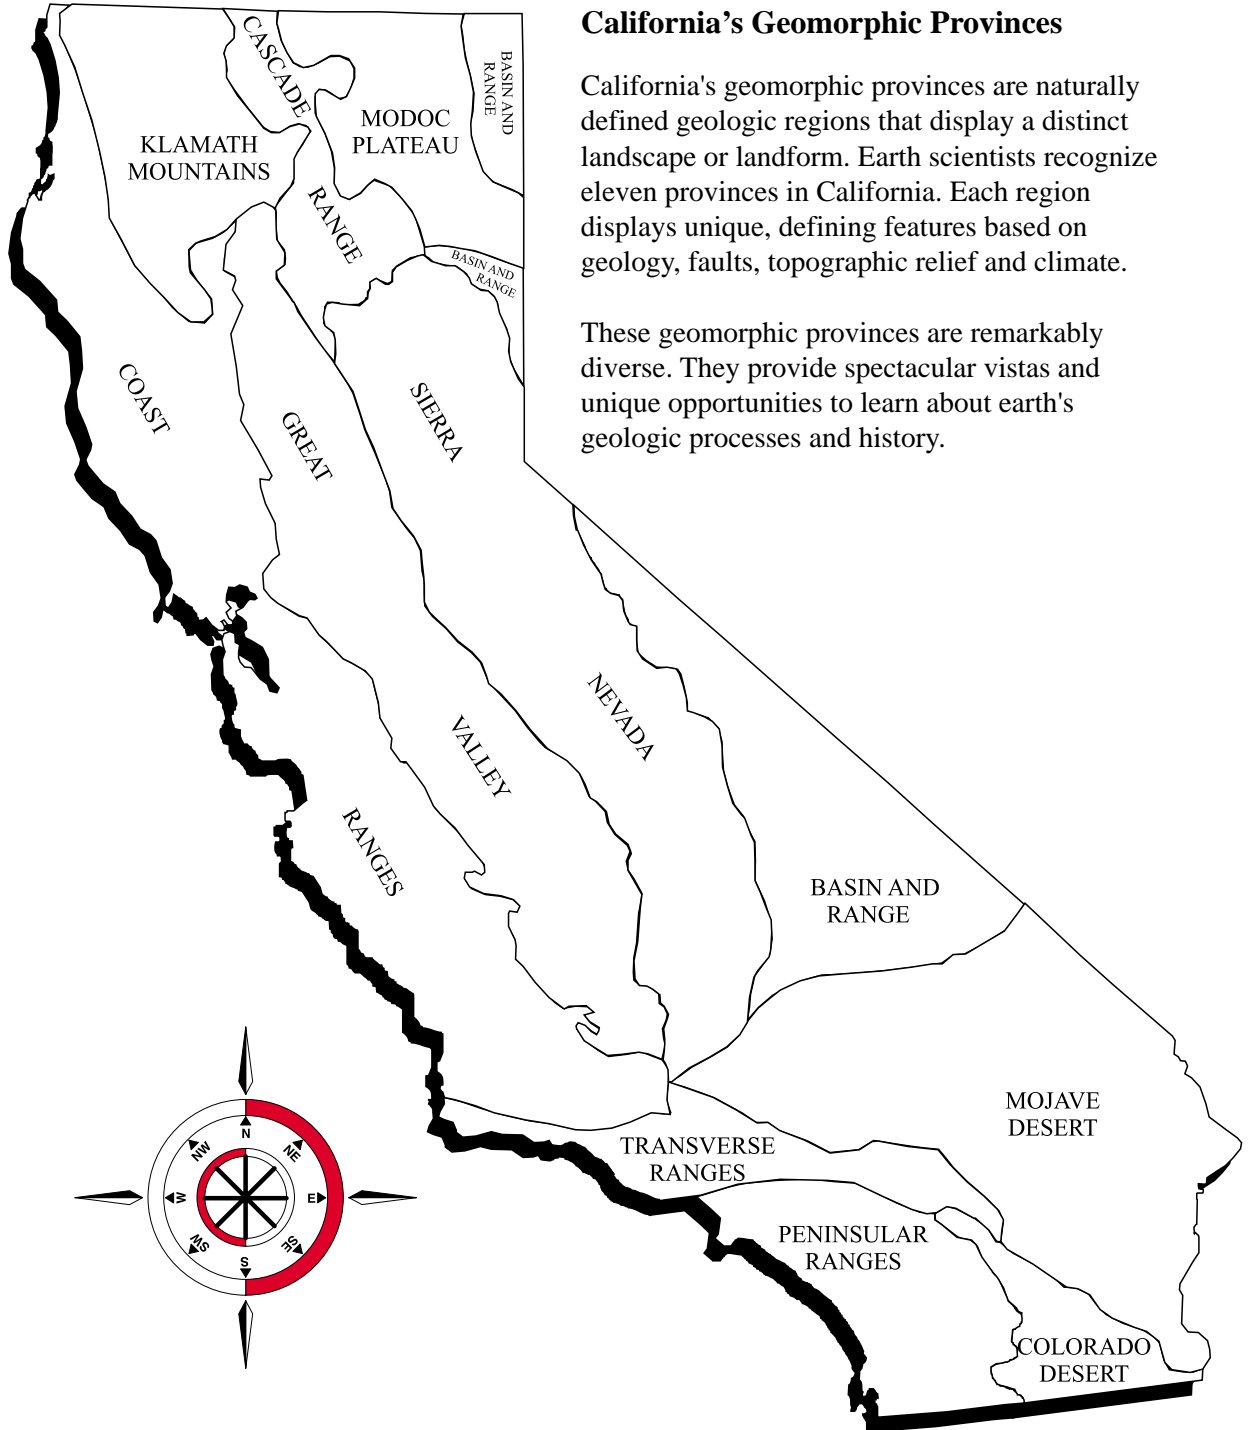 California’s Geomorphic Provinces
California's geomorphic provinces are naturally
defined geologic regions that display a distinct
landscape or landform. Earth scientists recognize
eleven provinces in California. Each region
displays unique, defining features based on
geology, faults, topographic relief and climate.
These geomorphic provinces are remarkably
diverse. They provide spectacular vistas and
unique opportunities to learn about earth's
geologic processes and history.
CASCADE
RANGE
BASIN AND
RANGE
MODOC
PLATEAU
KLAMATH
MOUNTAINS
BASIN AND
RANGE
COAST
RANGES
GREAT
VALLEY
SIERRA
NEVADA
BASIN AND
RANGE
MOJAVE
DESERT
TRANSVERSE
RANGES
PENINSULAR
RANGES
COLORADO
DESERT
N
NE
E
SE
S
SW
W
NW